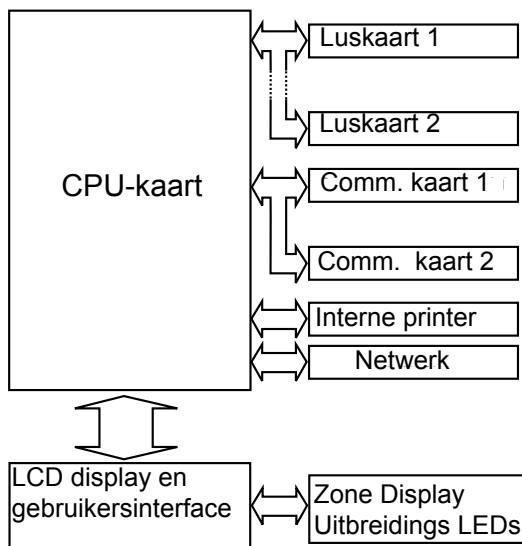 Luskaart 1
Luskaart 2
CPU-kaart
Comm. kaart 1
Comm. kaart 2
Interne printer
Netwerk
LCD display en
gebruikersinterface
Zone Display
Uitbreidings LEDs